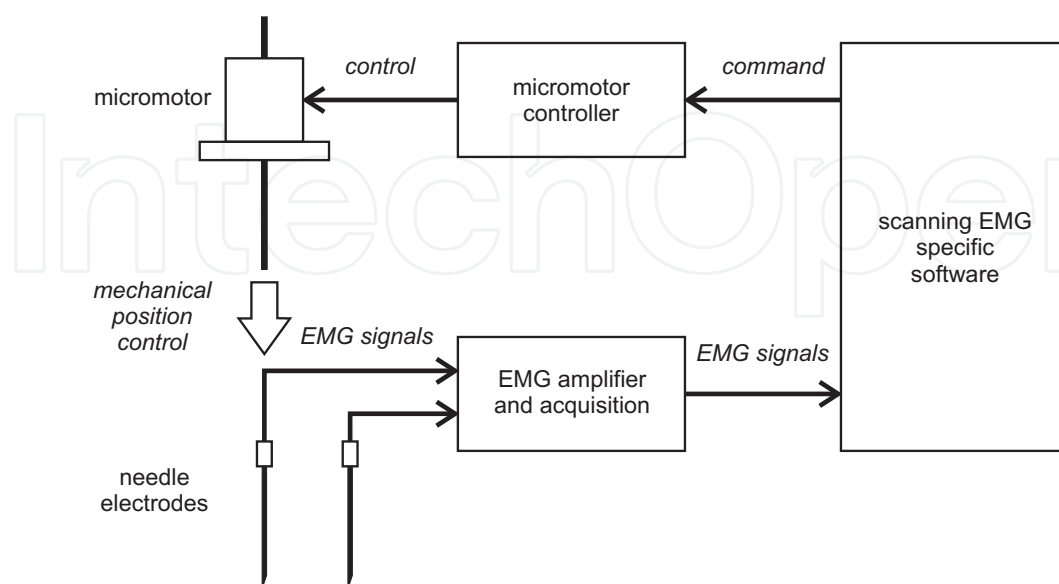 control
command
micromotor
micromotor
controller
scanning EMG
specific
software
mechanical
position
control
EMG signals
EMG signals
EMG amplifier
and acquisition
needle
electrodes
IntechOpen